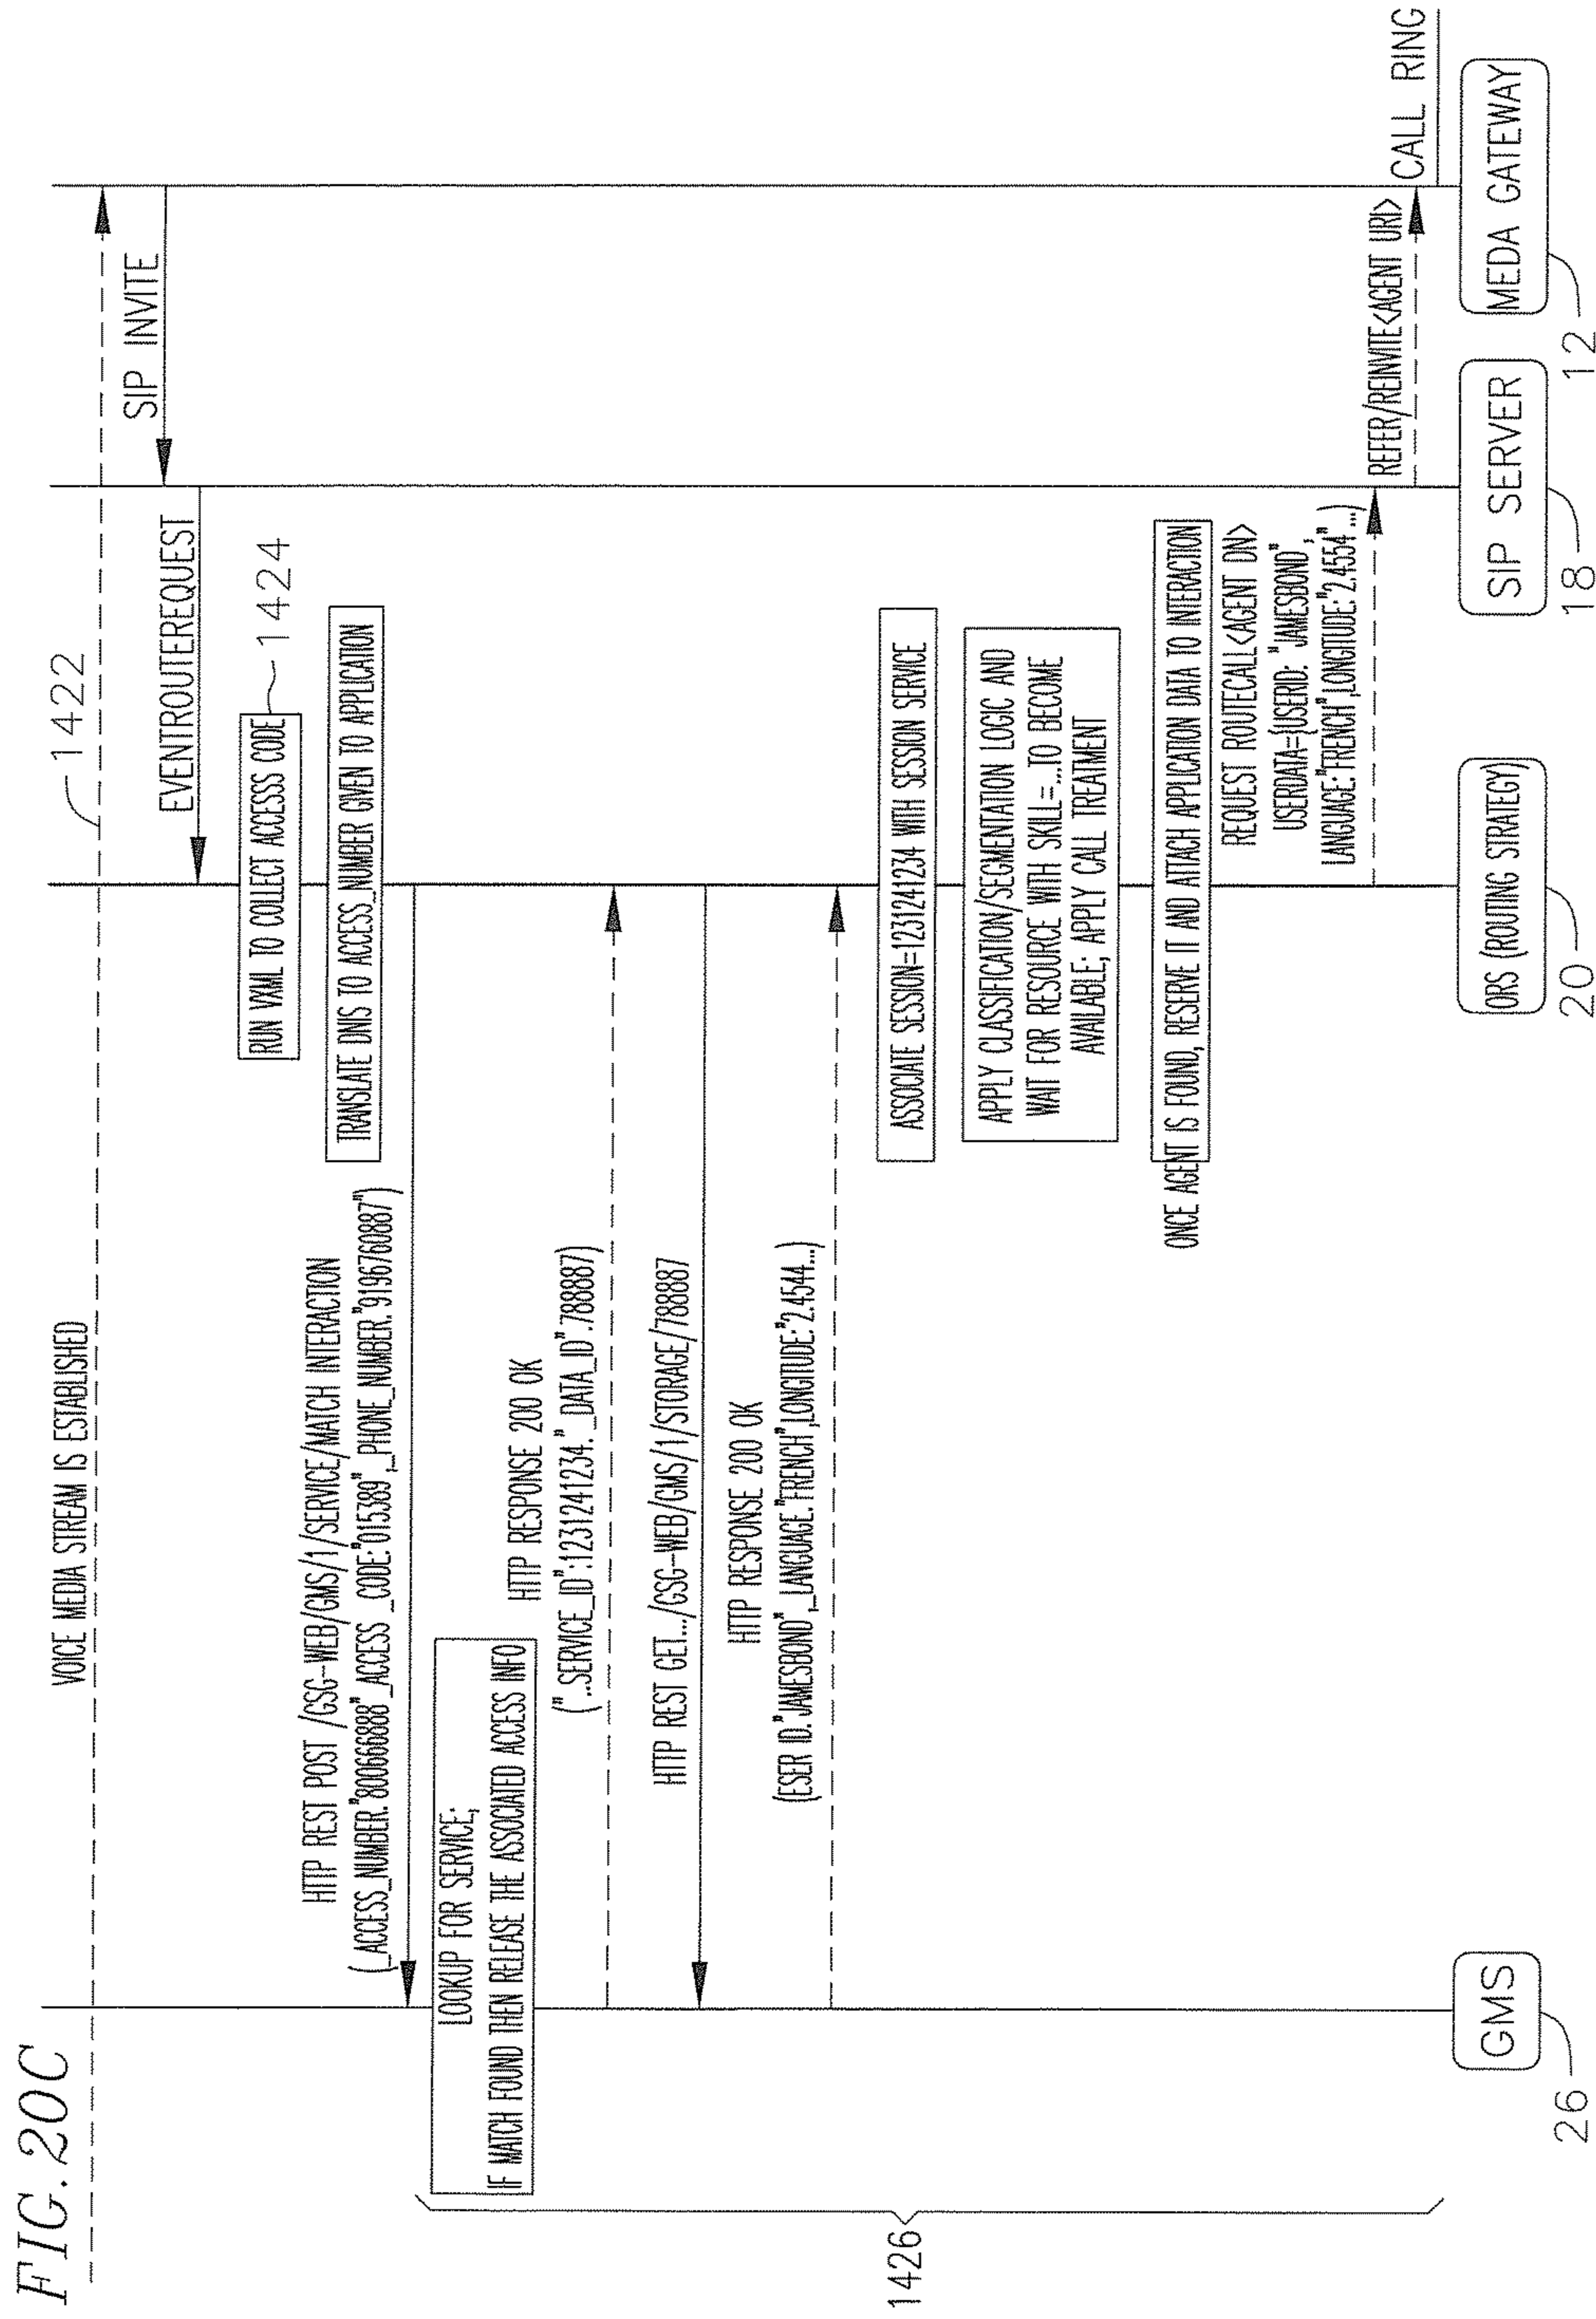 FIG. 20C
VOICE MEDIA STREAM IS ESTABLISHED
1422
SIP INVITE
EVENTROUTEREQUEST
RUN VXML TO COLLECT ACCESSS CODE
1424
TRANSLATE DNIS TO ACCESS_NUMBER GIVEN TO APPLICATION
HTTP REST POST /GSG-WEB/GMS/1/SERVICE/MATCH INTERACTION
(_ACCESS_NUMBER."80066888"_ACCESS _CODE:"015389",_PHONE_NUMBER."9196760887")
LOOKUP FOR SERVICE;
IF MATCH FOUND THEN RELEASE THE ASSOCIATED ACCESS INFO
HTTP RESPONSE 200 OK
("..SERVICE_ID":1231241234."_DATA_ID".788887)
HTTP REST GET.../GSG-WEB/GMS/1/STORAGE/788887
HTTP RESPONSE 200 OK
(ESER ID."JAMESBOND",_LANGUAGE."FRENCH",LONGITUDE:"2.4544...)
ASSOCIATE SESSION=1231241234 WITH SESSION SERVICE
APPLY CLASSIFICATION/SEGMENTATION LOGIC AND
WAIT FOR RESOURCE WITH SKILL=...TO BECOME
AVAILABLE; APPLY CALL TREATMENT
ONCE AGENT IS FOUND, RESERVE IT AND ATTACH APPLICATION DATA TO INTERACTION
REQUEST ROUTECALL<AGENT DN>
USERDATA={USERID: "JAMESBOND",
LANGUAGE:"FRENCH",LONGITUDE:"2.4554"...)
REFER/REINVITE<AGENT URI>
CALL RING
1426
GMS
26
ORS (ROUTING STRATEGY)
20
SIP SERVER
18
MEDA GATEWAY
12